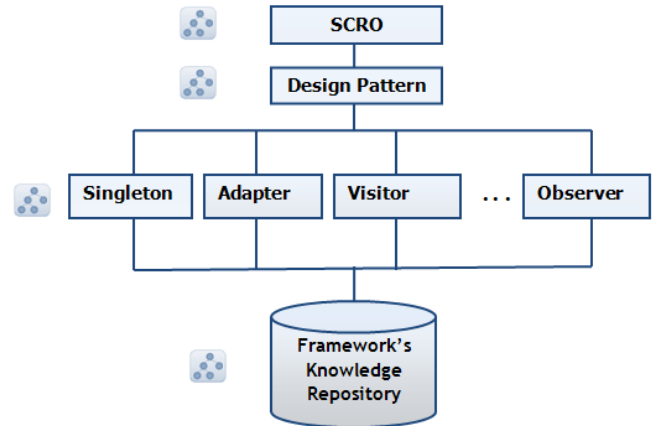 SCRO
Design Pattern
Singleton Adapter Visitor ... Observer
Framework’s
Knowledge
Repository